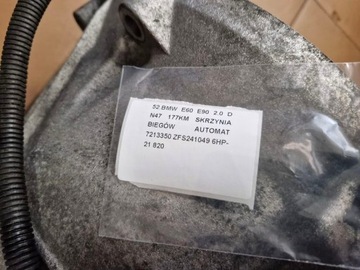 52 BMW E60 E90 2.0 D
N47 177KM SKRZYNIA
BIEGÓW AUTOMAT
7213350 ZFS241049 6HP-
21 820